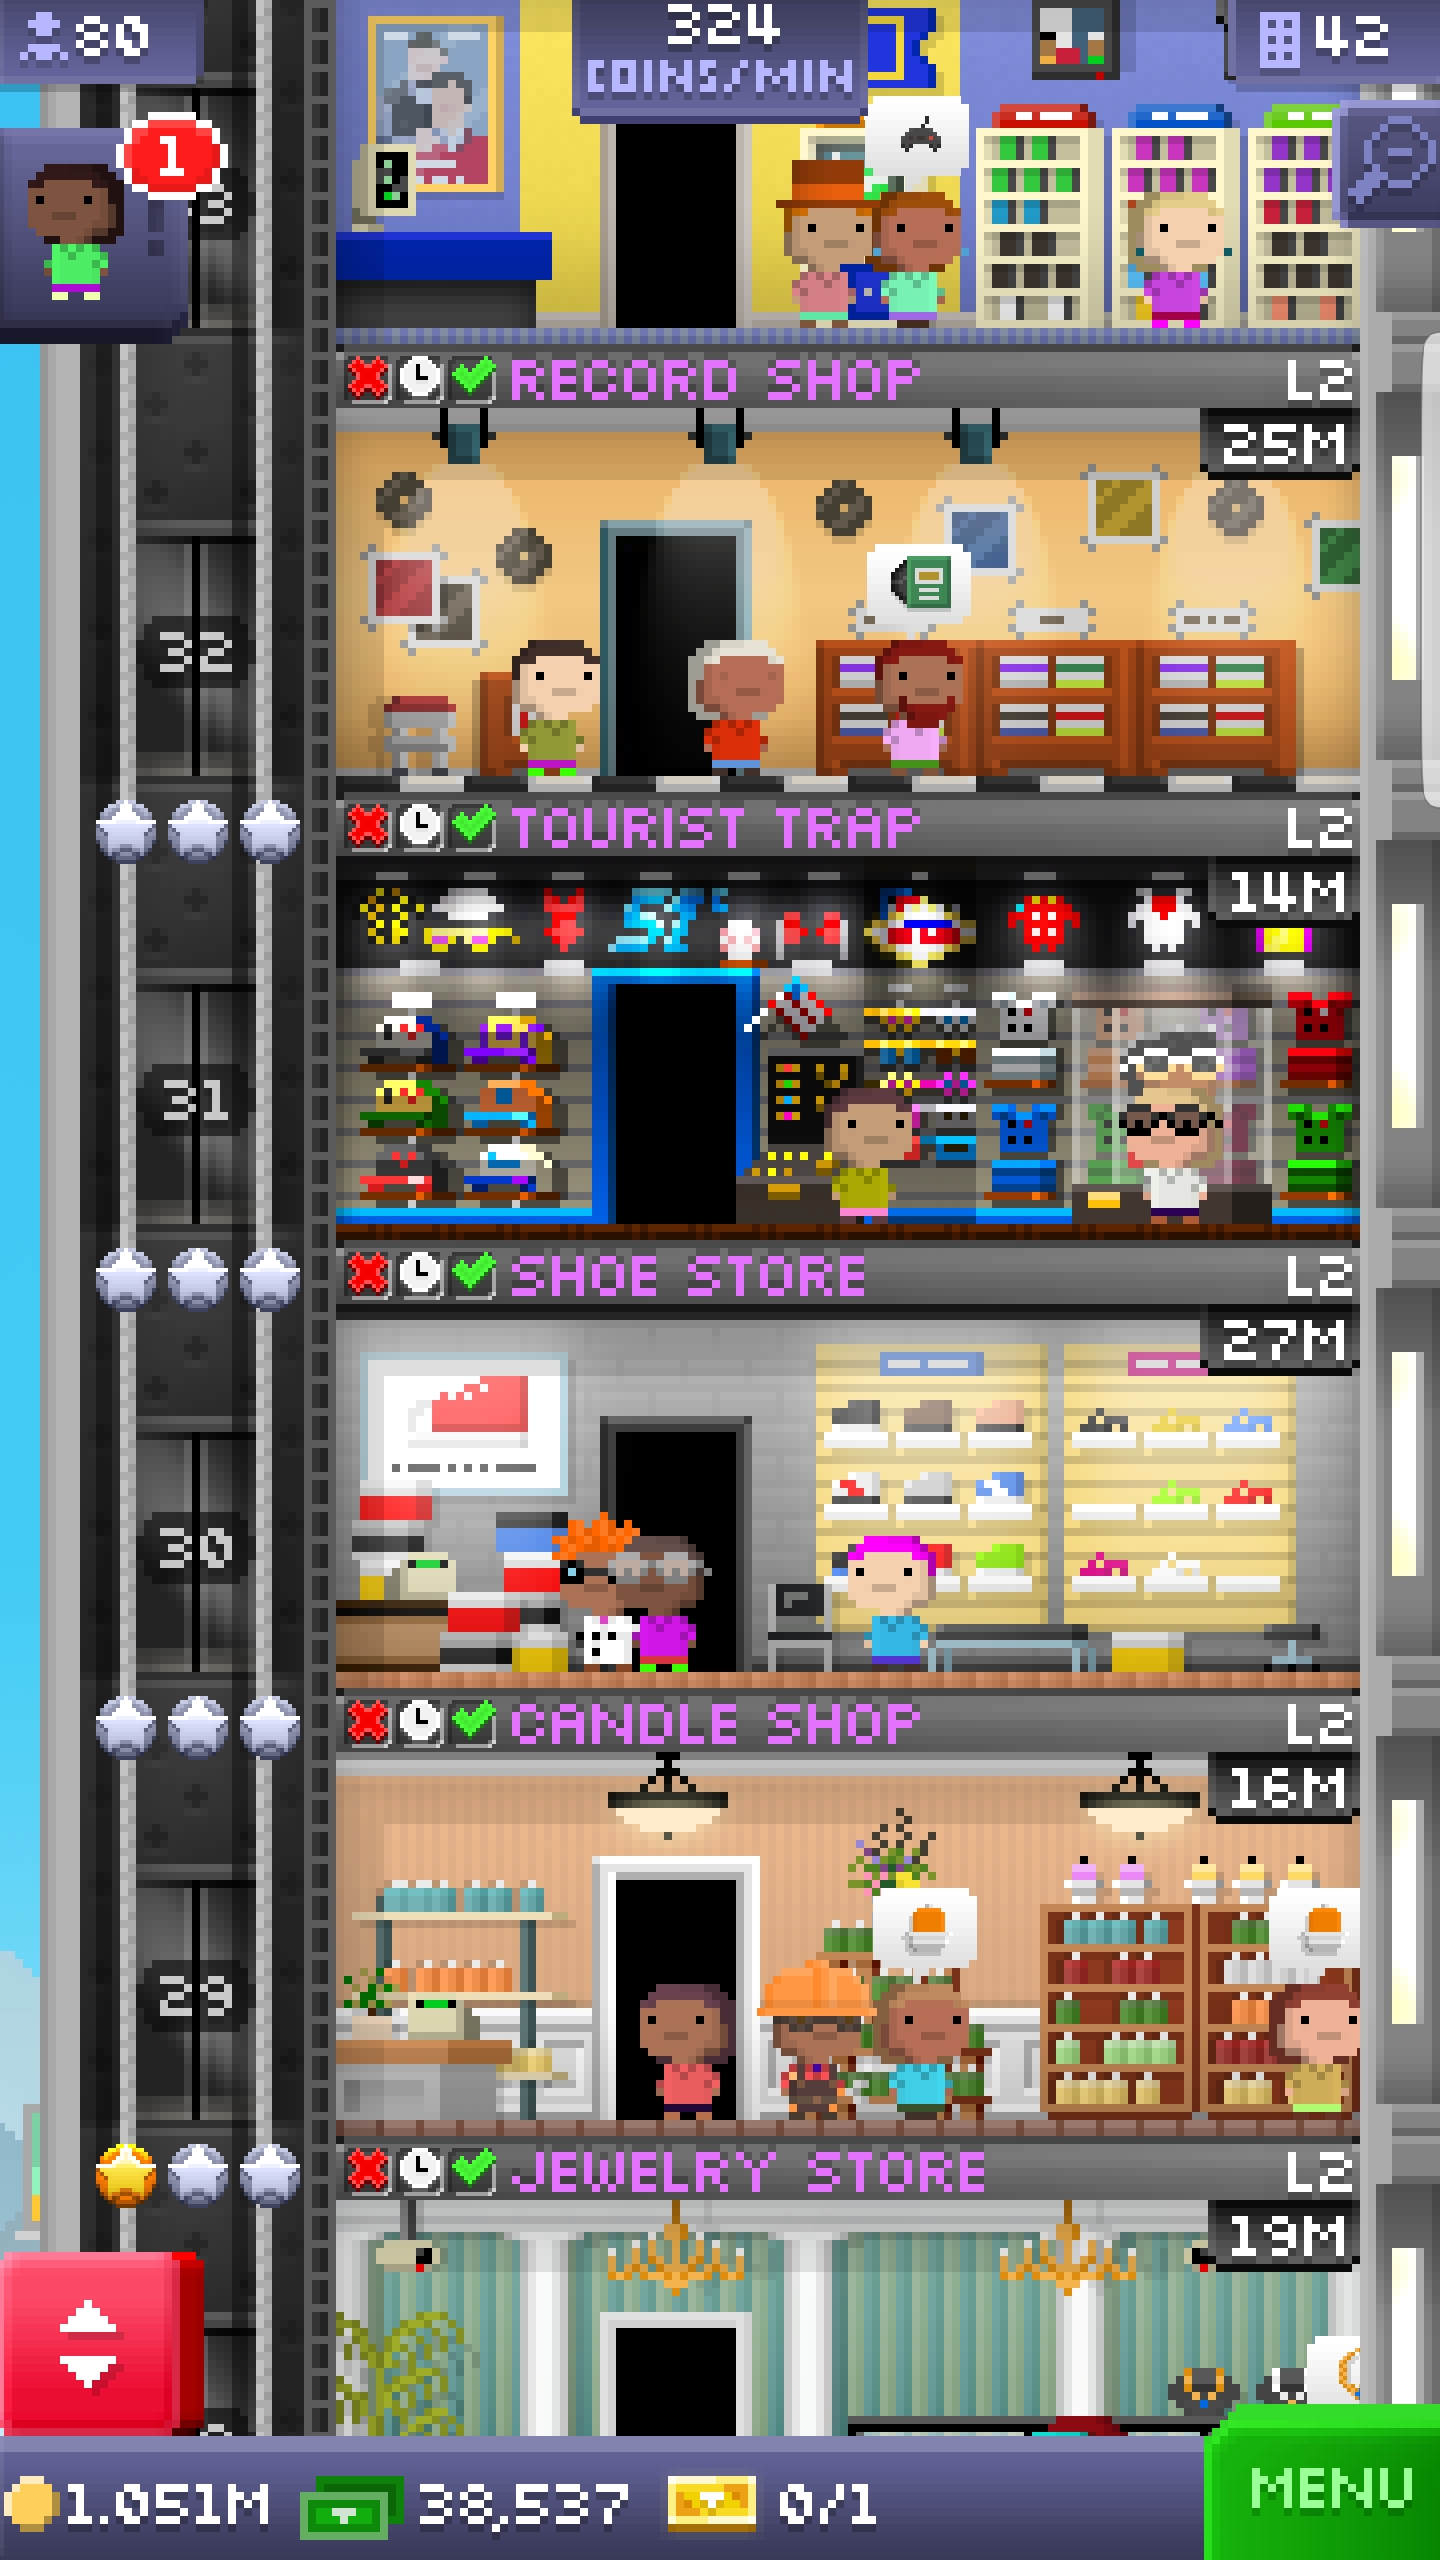 80
324
COINS/MIN
42
1
RECORD SHOP L2
25M
32
TOURIST TRAP L2
14M
31
SHOE STORE L2
27M
30
CANDLE SHOP L2
16M
29
JEWELRY STORE L2
19M
1.051M 38,537 0/1
MENU